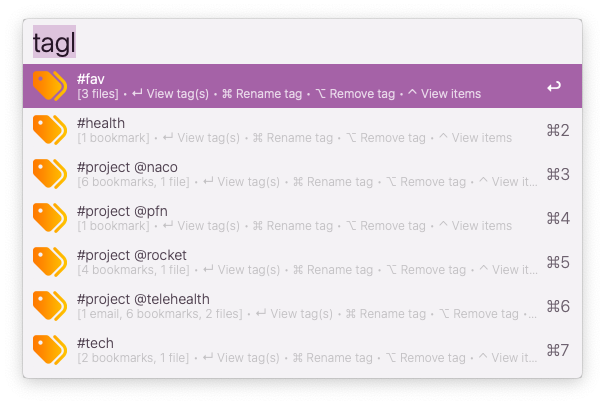 tagl
#fav
[3 files] • ↩ View tag(s) • ⌘ Rename tag • ⌥ Remove tag • ^ View items
↩
#health
[1 bookmark] • ↩ View tag(s) • ⌘ Rename tag • ⌥ Remove tag • ^ View items
⌘2
#project @naco
[6 bookmarks, 1 file] • ↩ View tag(s) • ⌘ Rename tag • ⌥ Remove tag • ^ View it...
⌘3
#project @pfn
[1 bookmark] • ↩ View tag(s) • ⌘ Rename tag • ⌥ Remove tag • ^ View items
⌘4
#project @rocket
[4 bookmarks, 1 file] • ↩ View tag(s) • ⌘ Rename tag • ⌥ Remove tag • ^ View it...
⌘5
#project @telehealth
[1 email, 6 bookmarks, 2 files] • ↩ View tag(s) • ⌘ Rename tag • ⌥ Remove tag •...
⌘6
#tech
[2 bookmarks, 1 file] • ↩ View tag(s) • ⌘ Rename tag • ⌥ Remove tag • ^ View it...
⌘7